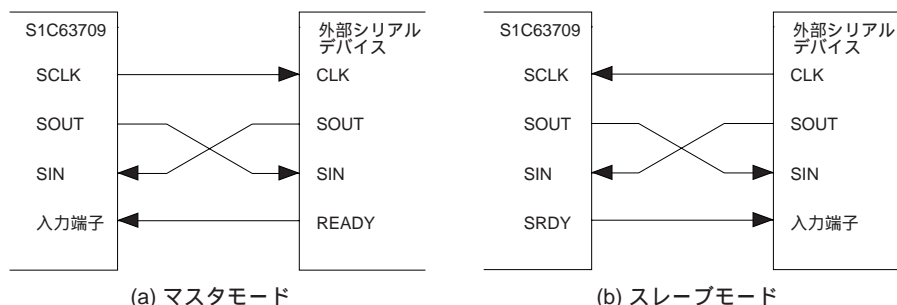 S1C63709
SCLK
SOUT
SIN
入力端子
外部シリアル
デバイス
CLK
SOUT
SIN
READY
(a) マスタモード
S1C63709
SCLK
SOUT
SIN
SRDY
外部シリアル
デバイス
CLK
SOUT
SIN
入力端子
(b) スレーブモード